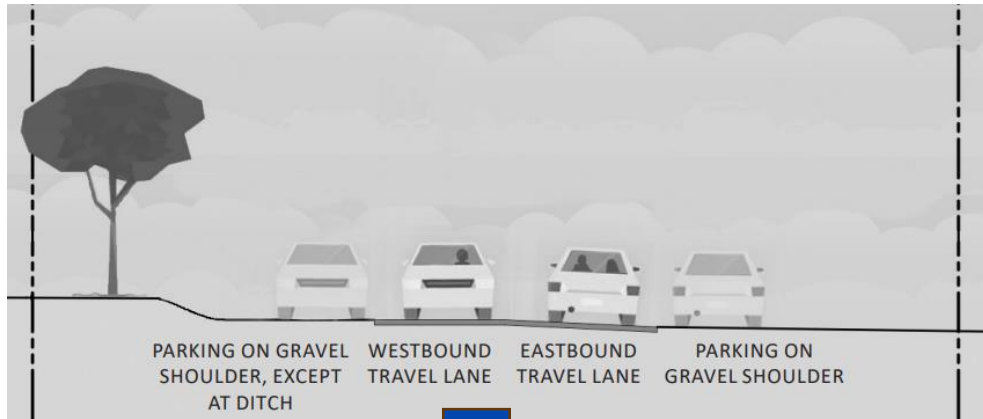 PARKING ON GRAVEL
SHOULDER, EXCEPT
AT DITCH
WESTBOUND
TRAVEL LANE
EASTBOUND
TRAVEL LANE
PARKING ON
GRAVEL SHOULDER